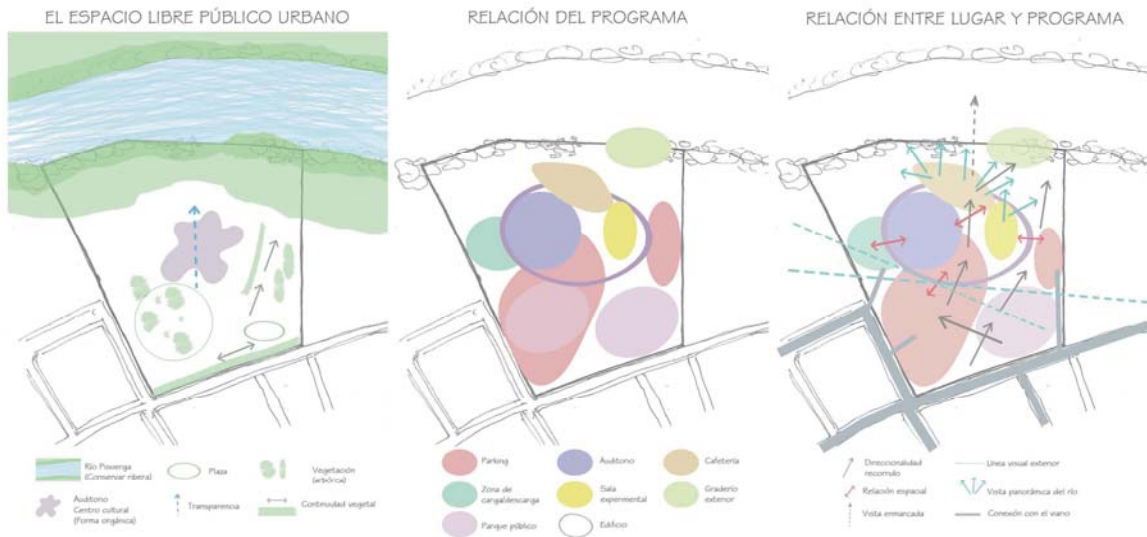 EL ESPACIO LIBRE PÚBLICO URBANO
RELACIÓN DEL PROGRAMA
RELACIÓN ENTRE LUGAR Y PROGRAMA
Río Powerga
(Conservar ribera)
Plaza
Vegetación
(arbórica)
Auditorio
Centro cultural
(Forma orgánica)
Transparencia
Continuidad vegetal
Parking
Auditorio
Cafetería
Zona de
carga/descarga
Sala
experimental
Graderío
exterior
Parque público
Edificio
Direccionalidad
recorrido
Línea visual exterior
Relación espacial
Vista panorámica del río
Vista enmarcada
Conexión con el viario